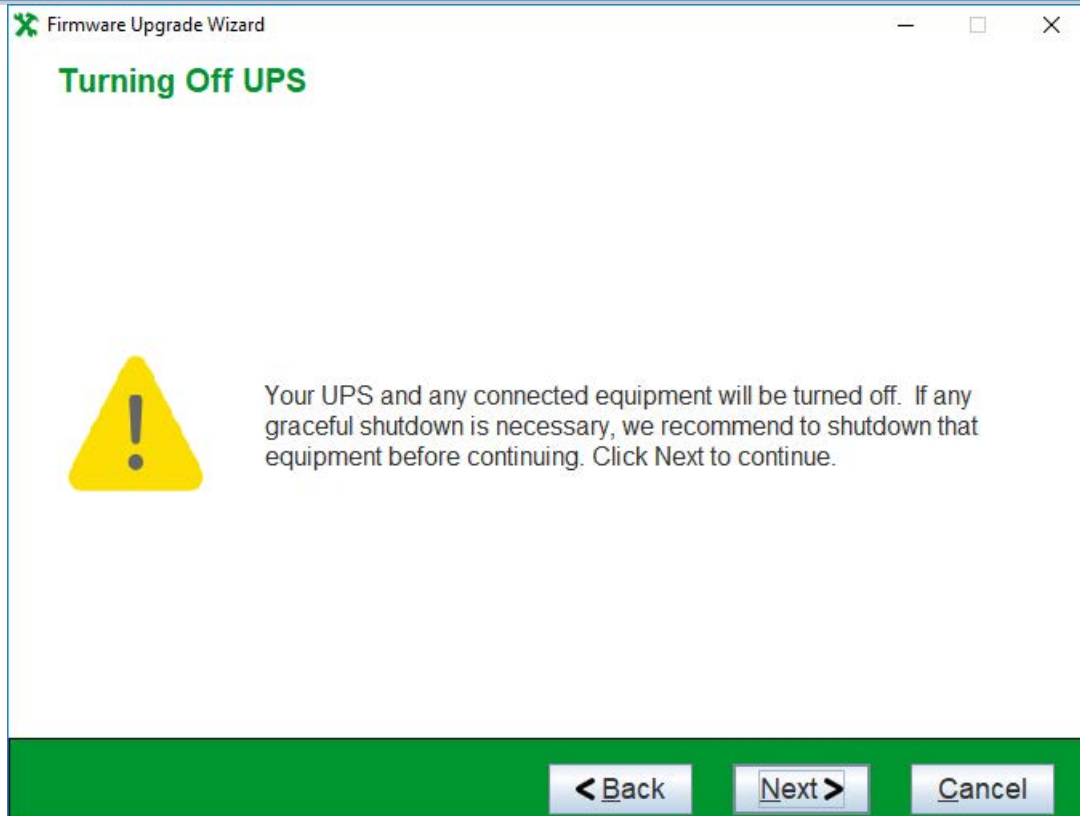 Firmware Upgrade Wizard
Turning Off UPS
Your UPS and any connected equipment will be turned off.  If any
graceful shutdown is necessary, we recommend to shutdown that
equipment before continuing. Click Next to continue.
< Back
Next >
Cancel